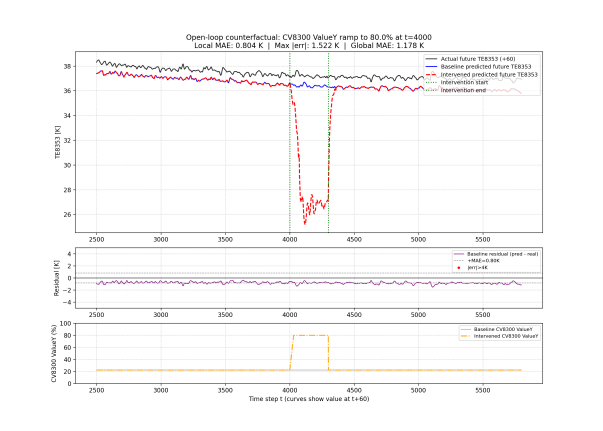 Open-loop counterfactual: CV8300 ValueY ramp to 80.0% at t=4000
Local MAE: 0.804 K | Max |err|: 1.522 K | Global MAE: 1.178 K
Actual future TE8353 (+60)
Baseline predicted future TE8353
Intervened predicted future TE8353
Intervention start
Intervention end
TE8353 [K]
38
36
34
32
30
28
26
2500 3000 3500 4000 4500 5000 5500
Baseline residual (pred - real)
+MAE=0.80K
|err|>4K
Residual [K]
4
2
0
−2
−4
2500 3000 3500 4000 4500 5000 5500
Baseline CV8300 ValueY
Intervened CV8300 ValueY
CV8300 ValueY (%)
100
80
60
40
20
0
2500 3000 3500 4000 4500 5000 5500
Time step t (curves show value at t+60)